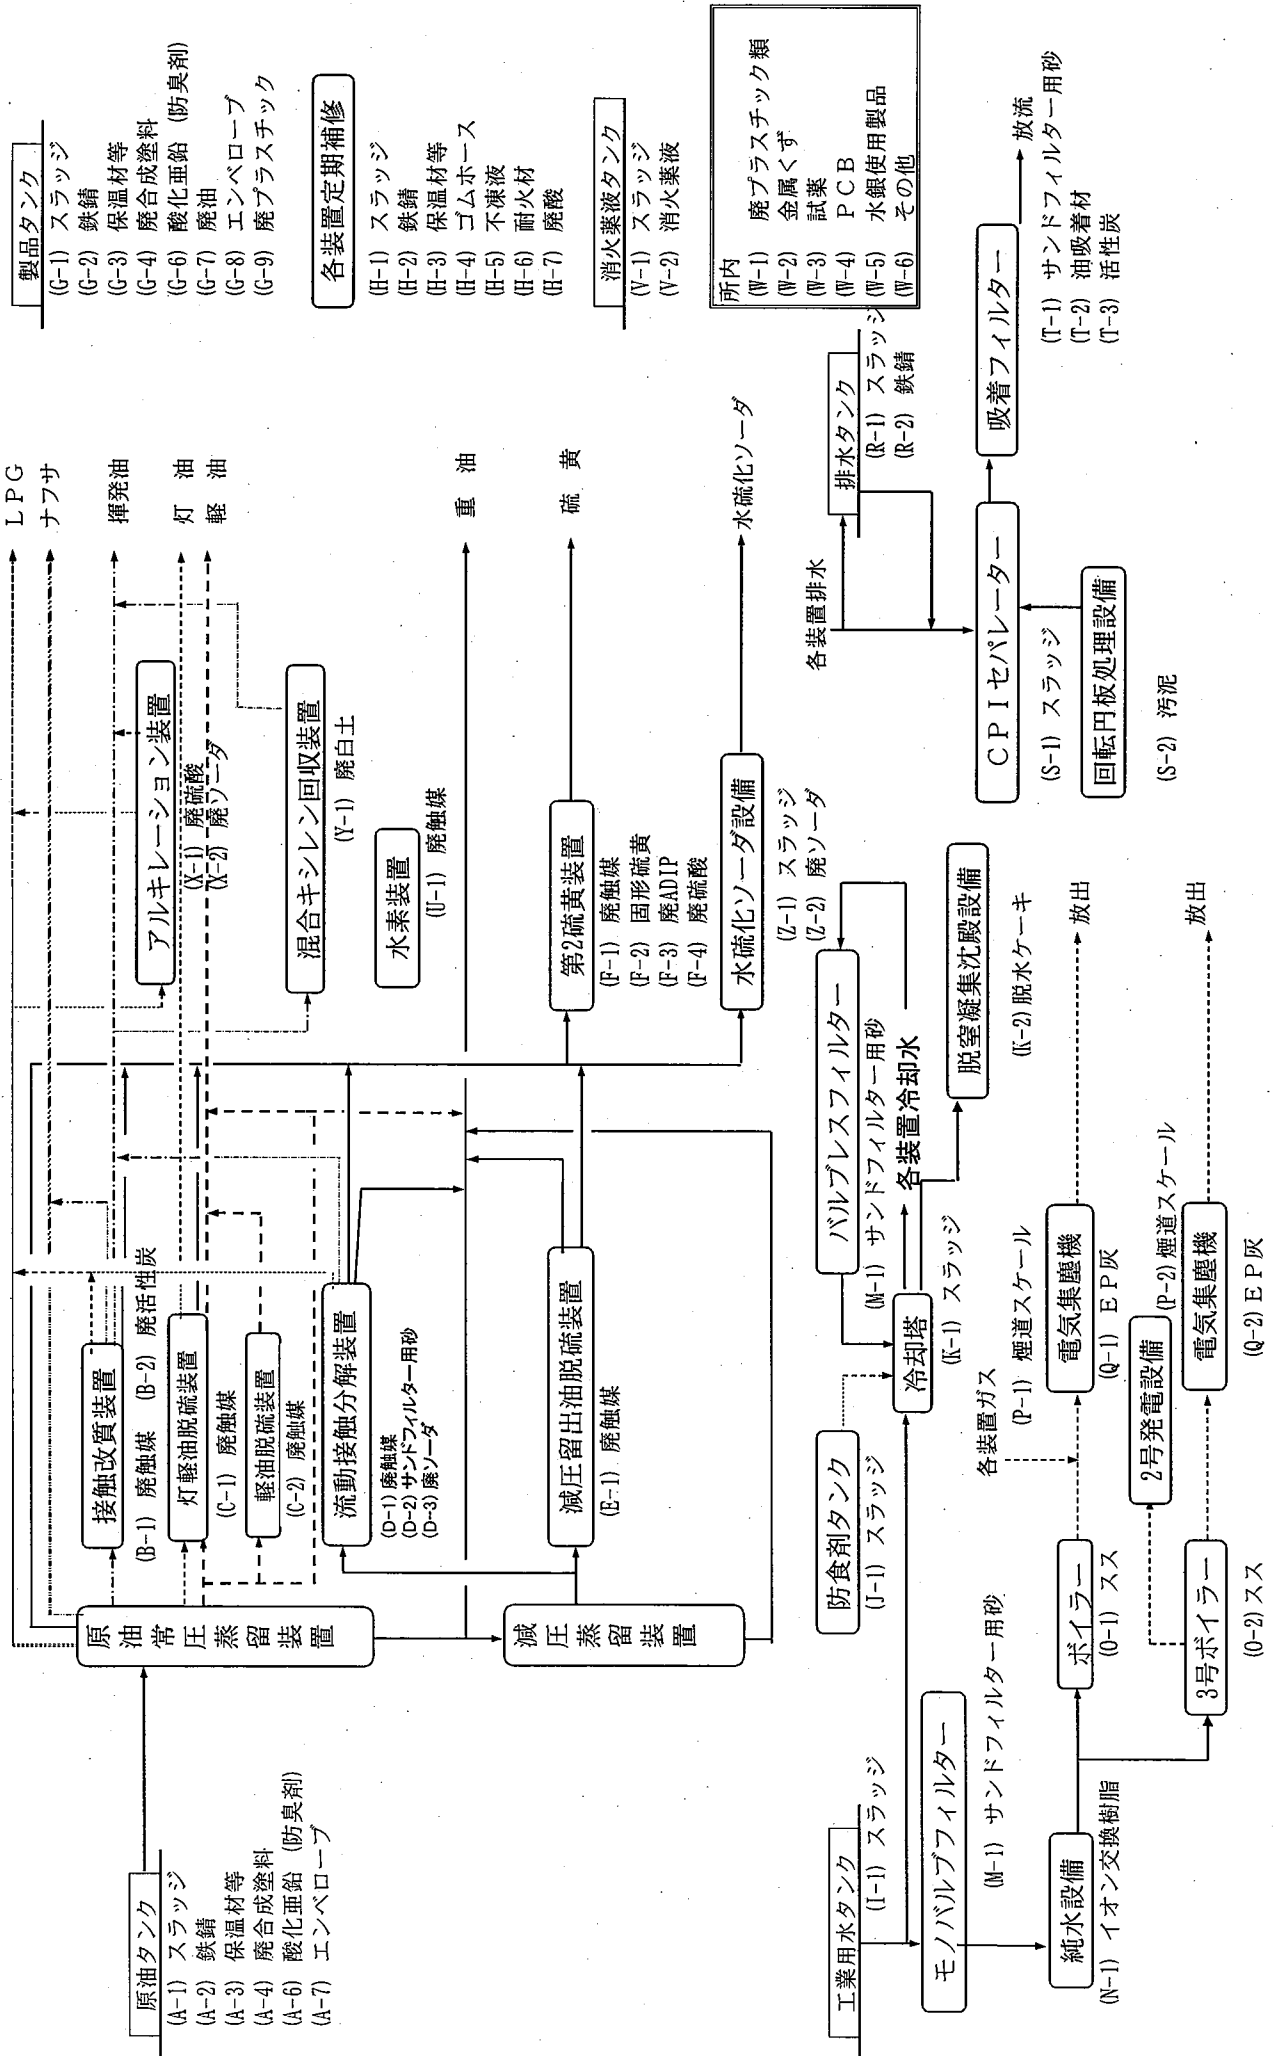 原油タンク
(A-1) スラッジ
(A-2) 鉄錆
(A-3) 保温材等
(A-4) 廃合成塗料
(A-6) 酸化亜鉛 (防臭剤)
(A-7) エンベロープ
原油常圧蒸留装置
減圧蒸留装置
接触改質装置
(B-1) 廃触媒 (B-2) 廃活性炭
灯軽油脱硫装置
(C-1) 廃触媒
軽油脱硫装置
(C-2) 廃触媒
流動接触分解装置
(D-1) 廃触媒
(D-2) サンドフィルター用砂
(D-3) 廃ソーダ
減圧留出油脱硫装置
(E-1) 廃触媒
アルキレーション装置
(X-1) 廃硫酸
(X-2) 廃ソーダ
混合キシレン回収装置
(Y-1) 廃白土
水素装置
(U-1) 廃触媒
第2硫黄装置
(F-1) 廃触媒
(F-2) 固形硫黄
(F-3) 廃ADIP
(F-4) 廃硫酸
水硫化ソーダ設備
(Z-1) スラッジ
(Z-2) 廃ソーダ
LPG
ナフサ
揮発油
灯 油
軽 油
重 油
硫 黄
水硫化ソーダ
製品タンク
(G-1) スラッジ
(G-2) 鉄錆
(G-3) 保温材等
(G-4) 廃合成塗料
(G-6) 酸化亜鉛 (防臭剤)
(G-7) 廃油
(G-8) エンベロープ
(G-9) 廃プラスチック
各装置定期補修
(H-1) スラッジ
(H-2) 鉄錆
(H-3) 保温材等
(H-4) ゴムホース
(H-5) 不凍液
(H-6) 耐火材
(H-7) 廃酸
消火薬液タンク
(V-1) スラッジ
(V-2) 消火薬液
所内
(W-1) 廃プラスチック類
(W-2) 金属くず
(W-3) 試薬
(W-4) PCB
(W-5) 水銀使用製品
(W-6) その他
工業用水タンク
(I-1) スラッジ
モノバルブフィルター
(M-1) サンドフィルター用砂
純水設備
(N-1) イオン交換樹脂
防食剤タンク
(J-1) スラッジ
バルブレスフィルター
(M-1) サンドフィルター用砂
各装置冷却水
冷却塔
(K-1) スラッジ
脱室凝集沈殿設備
(K-2) 脱水ケーキ
各装置ガス
ボイラー
(O-1) スス
(P-1) 煙道スケール
電気集塵機
(Q-1) EP灰
放出
3号ボイラー
(O-2) スス
2号発電設備
(P-2) 煙道スケール
電気集塵機
(Q-2) EP灰
放出
各装置排水
排水タンク
(R-1) スラッジ
(R-2) 鉄錆
CPIセパレーター
(S-1) スラッジ
回転円板処理設備
(S-2) 汚泥
吸着フィルター
放流
(T-1) サンドフィルター用砂
(T-2) 油吸着材
(T-3) 活性炭